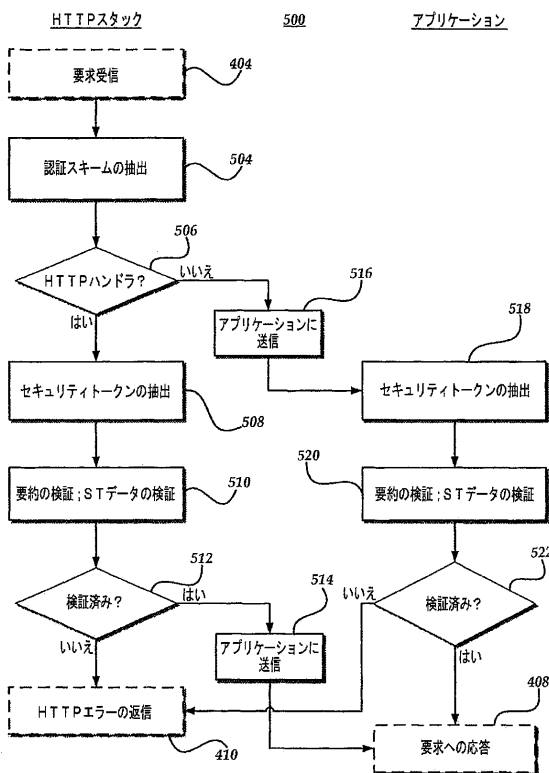 HTTPスタック
500
アプリケーション
要求受信
404
認証スキームの抽出
504
HTTPハンドラ?
506
いいえ
はい
アプリケーションに
送信
516
セキュリティトークンの抽出
508
セキュリティトークンの抽出
518
要約の検証;STデータの検証
510
要約の検証;STデータの検証
520
検証済み?
512
はい
いいえ
アプリケーションに
送信
514
検証済み?
522
いいえ
はい
HTTPエラーの返信
410
要求への応答
408